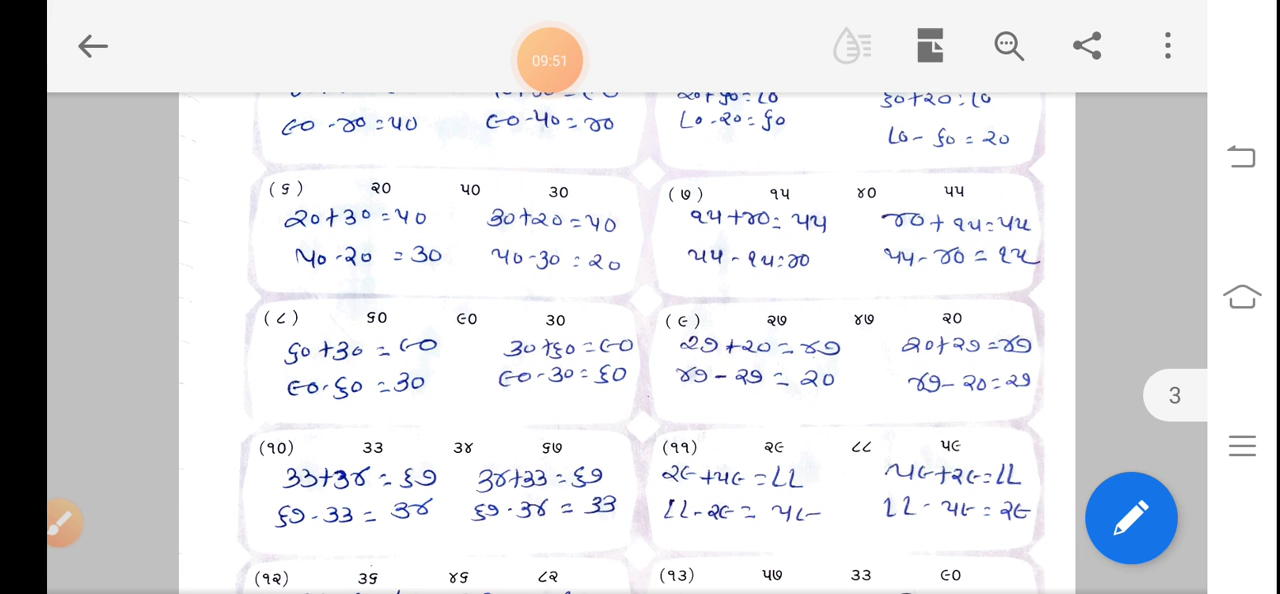 ૨૦+૬૦=૮૦ ૬૦+૨૦=૮૦
૯૦-૪૦=૫૦ ૯૦-૫૦=૪૦ ૮૦-૨૦=૬૦ ૮૦-૬૦=૨૦
(૬) ૨૦ ૫૦ ૩૦
૨૦+૩૦=૫૦ ૩૦+૨૦=૫૦
૫૦-૨૦=૩૦ ૫૦-૩૦=૨૦
(૭) ૧૫ ૪૦ ૫૫
૧૫+૪૦=૫૫ ૪૦+૧૫=૫૫
૫૫-૧૫=૪૦ ૫૫-૪૦=૧૫
(૮) ૬૦ ૯૦ ૩૦
૬૦+૩૦=૯૦ ૩૦+૬૦=૯૦
૯૦-૬૦=૩૦ ૯૦-૩૦=૬૦
(૯) ૨૭ ૪૭ ૨૦
૨૭+૨૦=૪૭ ૨૦+૨૭=૪૭
૪૭-૨૭=૨૦ ૪૭-૨૦=૨૭
(૧૦) ૩૩ ૩૪ ૬૭
૩૩+૩૪=૬૭ ૩૪+૩૩=૬૭
૬૭-૩૩=૩૪ ૬૭-૩૪=૩૩
(૧૧) ૨૯ ૮૮ ૫૯
૨૯+૫૯=૮૮ ૫૯+૨૯=૮૮
૮૮-૨૯=૫૯ ૮૮-૫૯=૨૯
(૧૨) ૩૬ ૪૬ ૮૨
(૧૩) ૫૭ ૩૩ ૯૦
09:51
3